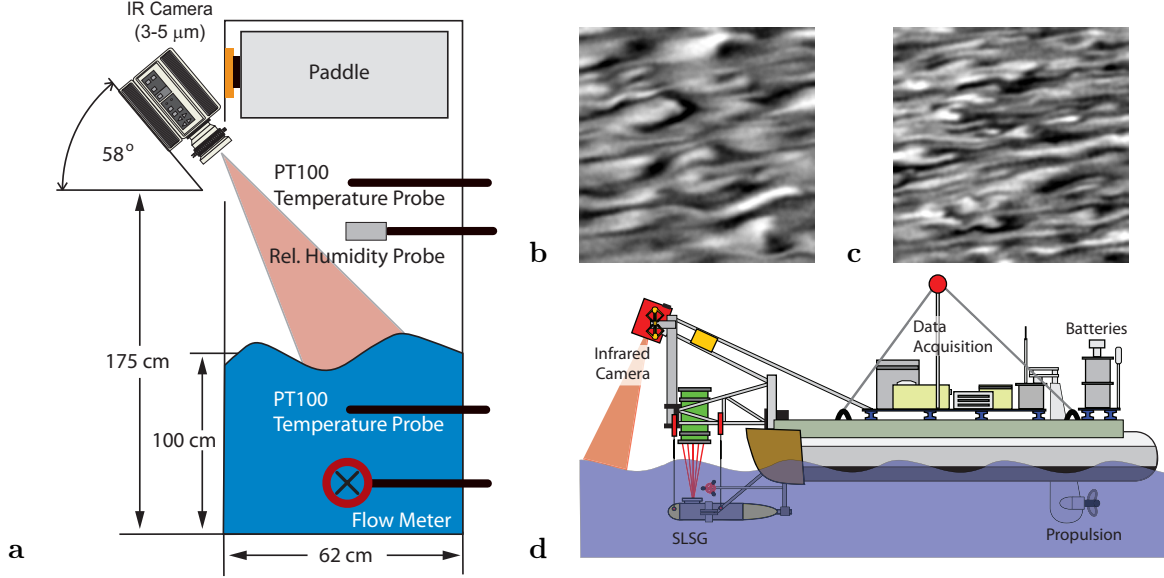 IR Camera
(3-5 μm)
Paddle
58°
PT100
Temperature Probe
Rel. Humidity Probe
175 cm
100 cm
PT100
Temperature Probe
Flow Meter
62 cm
a
b
c
Infrared
Camera
Data
Acquisition
Batteries
SLSG
Propulsion
d